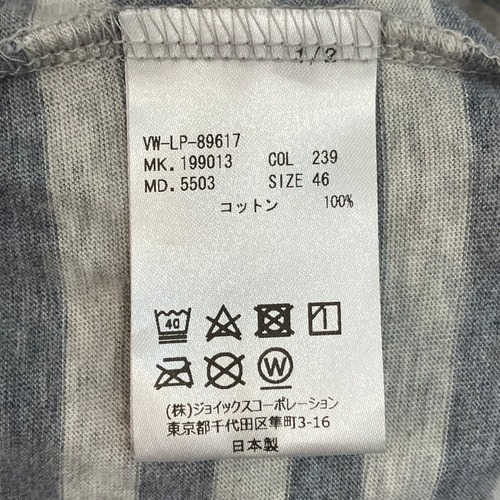 1/2
VW-LP-89617
MK. 199013 COL 239
MD. 5503 SIZE 46
コットン 100%
40
W
(株)ジョイックスコーポレーション
東京都千代田区隼町3-16
日本製